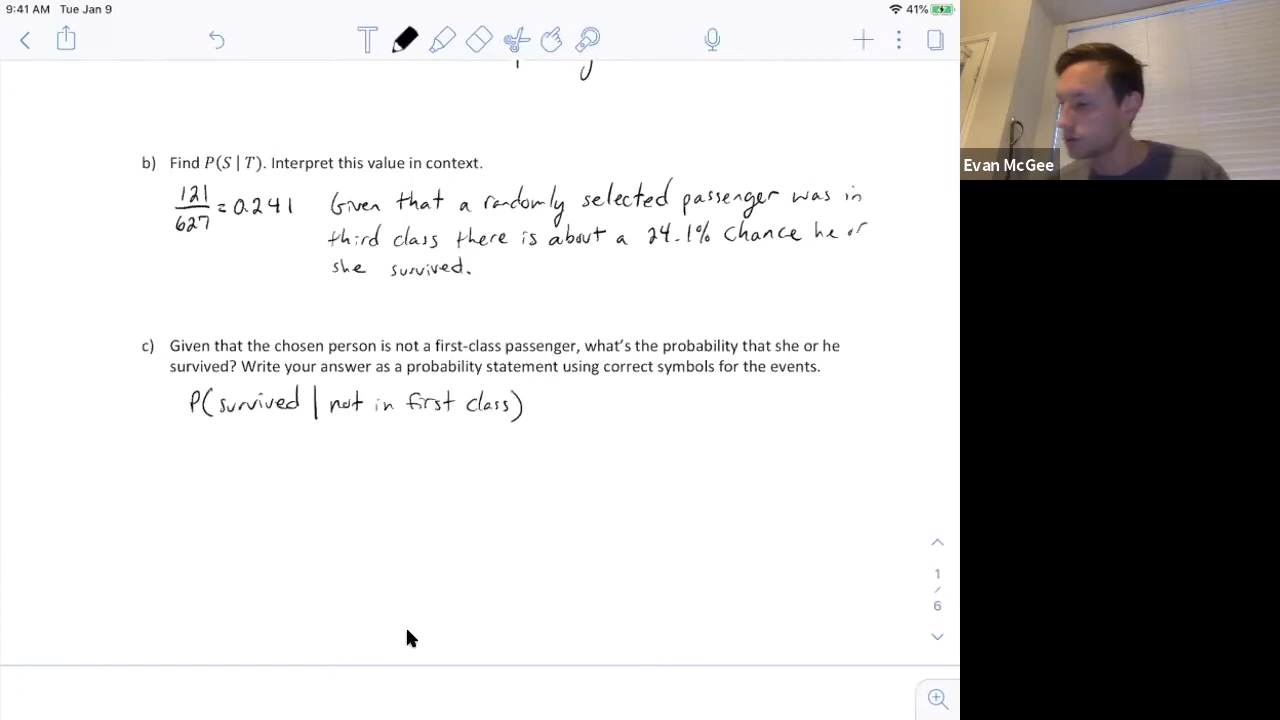 9:41 AM Tue Jan 9
41%
b) Find P(S | T). Interpret this value in context.
121/627 = 0.241 Given that a randomly selected passenger was in
third class there is about a 24.1% chance he or
she survived.
Evan McGee
c) Given that the chosen person is not a first-class passenger, what's the probability that she or he
survived? Write your answer as a probability statement using correct symbols for the events.
P(survived | not in first class)
1
/
6